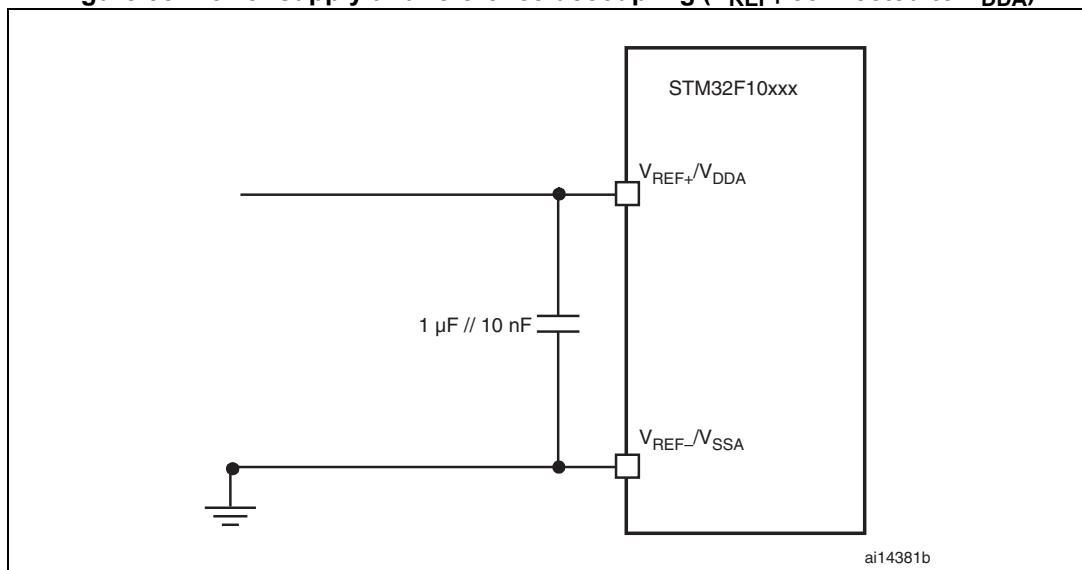 STM32F10xxx
VREF+/VDDA
1 µF // 10 nF
VREF–/VSSA
ai14381b